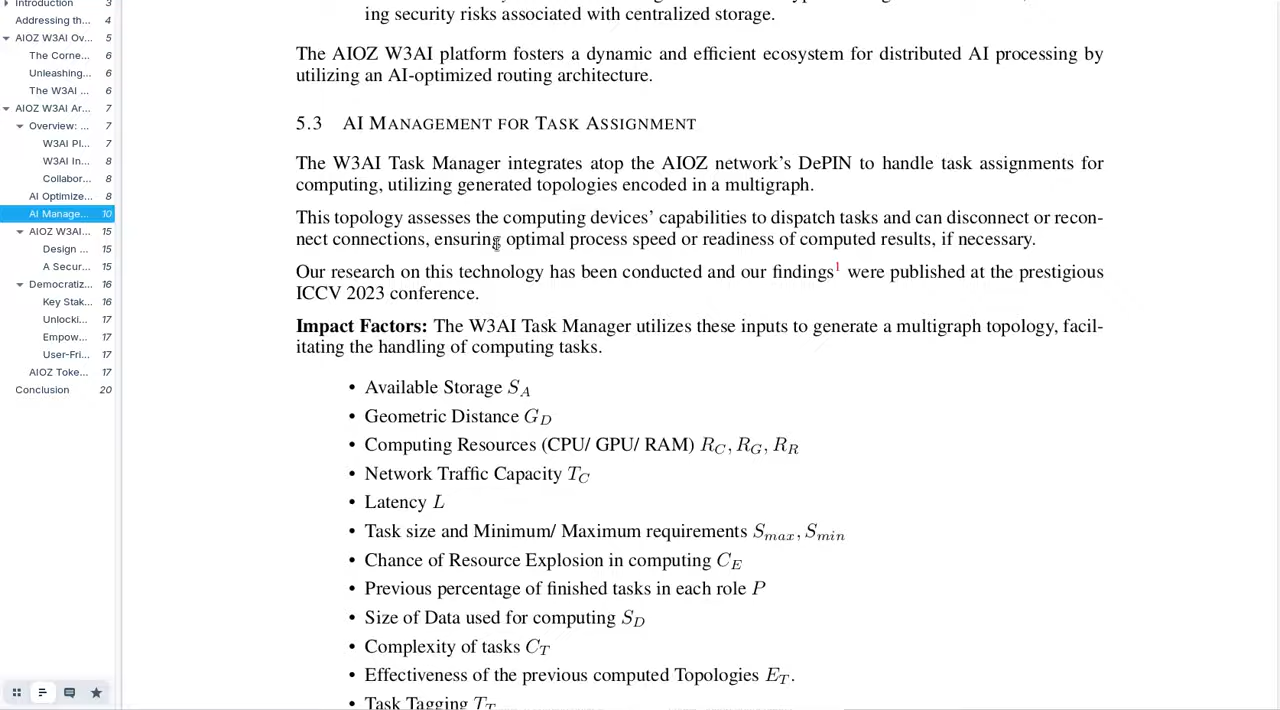 Introduction 3
Addressing th... 4
AIOZ W3AI Ov... 5
The Corne... 6
Unleashing... 6
The W3AI ... 6
AIOZ W3AI Ar... 7
Overview: ... 7
W3AI Pl... 7
W3AI In... 8
Collabor... 8
AI Optimize... 8
AI Manage... 10
AIOZ W3AI... 15
Design ... 15
A Secur... 15
Democratiz... 16
Key Stak... 16
Unlocki... 17
Empow... 17
User-Fri... 17
AIOZ Toke... 17
Conclusion 20
ing security risks associated with centralized storage.
The AIOZ W3AI platform fosters a dynamic and efficient ecosystem for distributed AI processing by
utilizing an AI-optimized routing architecture.
5.3 AI MANAGEMENT FOR TASK ASSIGNMENT
The W3AI Task Manager integrates atop the AIOZ network's DePIN to handle task assignments for
computing, utilizing generated topologies encoded in a multigraph.
This topology assesses the computing devices' capabilities to dispatch tasks and can disconnect or recon-
nect connections, ensuring optimal process speed or readiness of computed results, if necessary.
Our research on this technology has been conducted and our findings¹ were published at the prestigious
ICCV 2023 conference.
Impact Factors: The W3AI Task Manager utilizes these inputs to generate a multigraph topology, facil-
itating the handling of computing tasks.
• Available Storage S_A
• Geometric Distance G_D
• Computing Resources (CPU/ GPU/ RAM) R_C, R_G, R_R
• Network Traffic Capacity T_C
• Latency L
• Task size and Minimum/ Maximum requirements S_max, S_min
• Chance of Resource Explosion in computing C_E
• Previous percentage of finished tasks in each role P
• Size of Data used for computing S_D
• Complexity of tasks C_T
• Effectiveness of the previous computed Topologies E_T.
• Task Tagging T_T